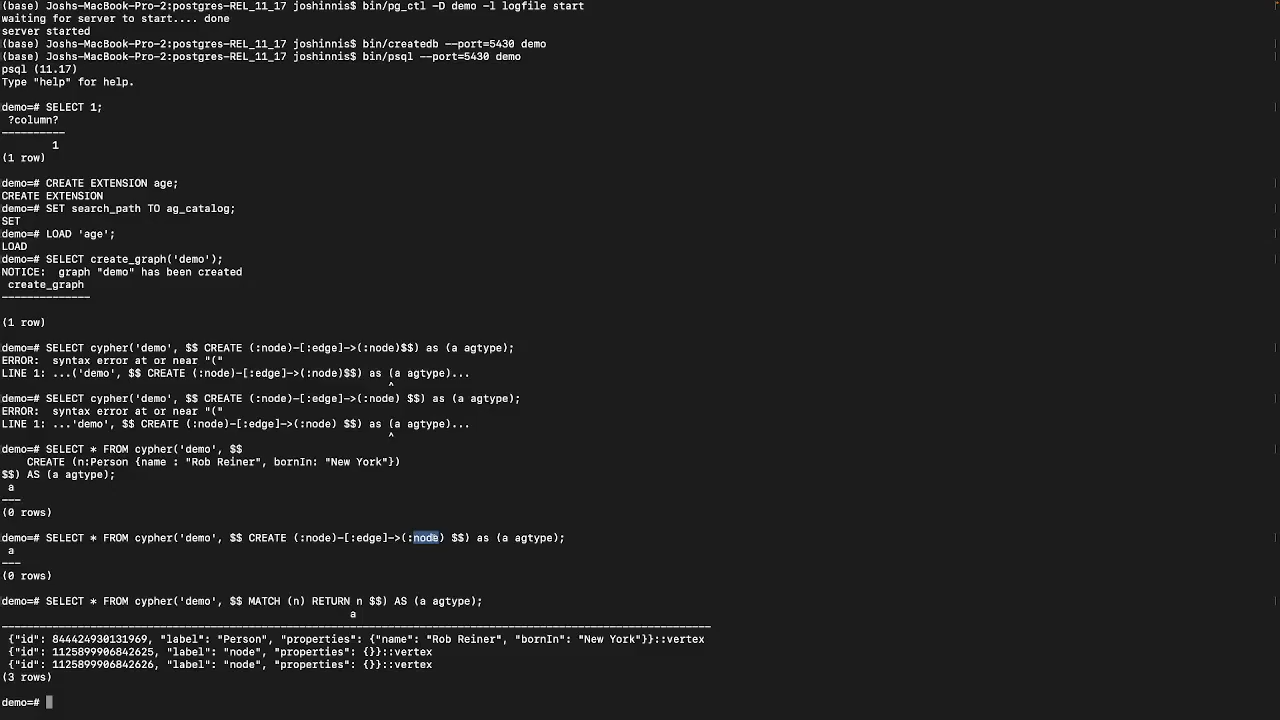 (base) Joshs-MacBook-Pro-2:postgres-REL_11_17 joshinnis$ bin/pg_ctl -D demo -l logfile start
waiting for server to start.... done
server started
(base) Joshs-MacBook-Pro-2:postgres-REL_11_17 joshinnis$ bin/createdb --port=5430 demo
(base) Joshs-MacBook-Pro-2:postgres-REL_11_17 joshinnis$ bin/psql --port=5430 demo
psql (11.17)
Type "help" for help.
demo=# SELECT 1;
?column?
----------
1
(1 row)
demo=# CREATE EXTENSION age;
CREATE EXTENSION
demo=# SET search_path TO ag_catalog;
SET
demo=# LOAD 'age';
LOAD
demo=# SELECT create_graph('demo');
NOTICE:  graph "demo" has been created
create_graph
--------------
(1 row)
demo=# SELECT cypher('demo', $$ CREATE (:node)-[:edge]->(:node)$$) as (a agtype);
ERROR:  syntax error at or near "("
LINE 1: ...('demo', $$ CREATE (:node)-[:edge]->(:node)$$) as (a agtype)...
^
demo=# SELECT cypher('demo', $$ CREATE (:node)-[:edge]->(:node) $$) as (a agtype);
ERROR:  syntax error at or near "("
LINE 1: ...'demo', $$ CREATE (:node)-[:edge]->(:node) $$) as (a agtype)...
^
demo=# SELECT * FROM cypher('demo', $$
CREATE (n:Person {name : "Rob Reiner", bornIn: "New York"})
$$) AS (a agtype);
a
---
(0 rows)
demo=# SELECT * FROM cypher('demo', $$ CREATE (:node)-[:edge]->(:node) $$) as (a agtype);
a
---
(0 rows)
demo=# SELECT * FROM cypher('demo', $$ MATCH (n) RETURN n $$) AS (a agtype);
a
----------------------------------------------------------------------------------------------------------------
{"id": 844424930131969, "label": "Person", "properties": {"name": "Rob Reiner", "bornIn": "New York"}}::vertex
{"id": 1125899906842625, "label": "node", "properties": {}}::vertex
{"id": 1125899906842626, "label": "node", "properties": {}}::vertex
(3 rows)
demo=#